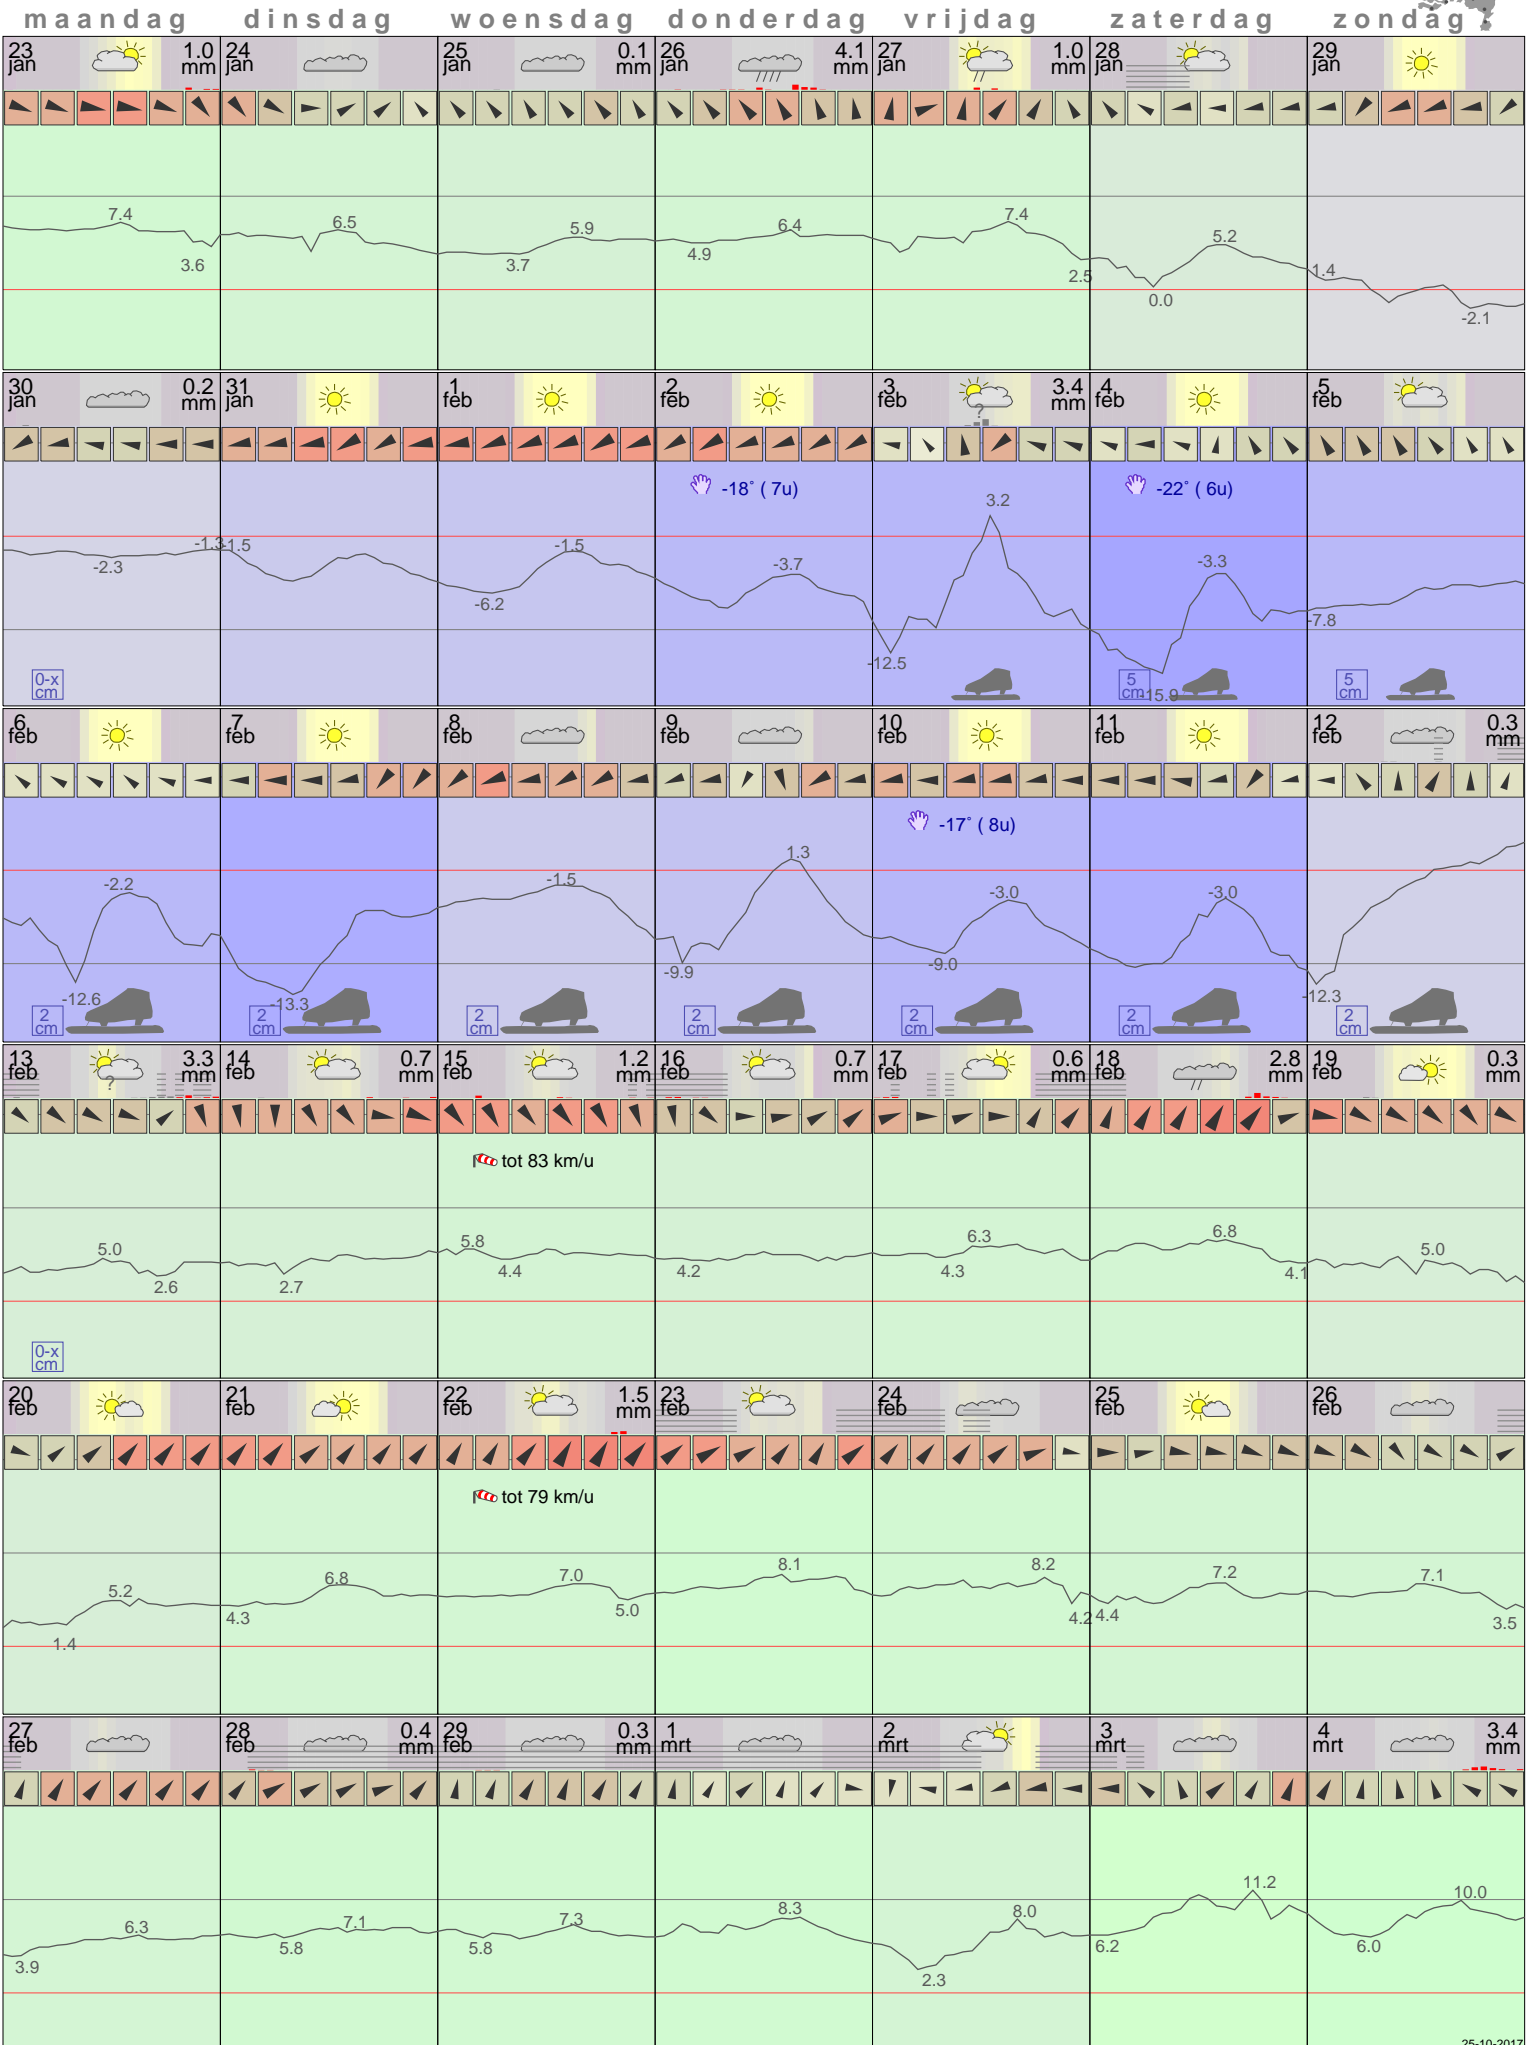 maandag dinsdag woensdag donderdag vrijdag zaterdag zondag
23 jan 1.0 mm 24 jan 25 jan 0.1 mm 26 jan 4.1 mm 27 jan 1.0 mm 28 jan 29 jan
7.4 3.6 6.5 3.7 5.9 4.9 6.4 7.4 2.5 0.0 5.2 1.4 -2.1
30 jan 0.2 mm 31 jan 1 feb 2 feb 3 feb ? 3.4 mm 4 feb 5 feb
-18° ( 7u) -22° ( 6u)
-2.3 -1.3 -1.5 -6.2 -1.5 -3.7 -12.5 3.2 -15.9 -3.3 -7.8
0-x cm 5 cm 5 cm
6 feb 7 feb 8 feb 9 feb 10 feb 11 feb 12 feb 0.3 mm
-17° ( 8u)
-12.6 -2.2 -13.3 -1.5 -9.9 1.3 -9.0 -3.0 -3.0 -12.3
2 cm 2 cm 2 cm 2 cm 2 cm 2 cm 2 cm
13 feb ? 3.3 mm 14 feb 0.7 mm 15 feb 1.2 mm 16 feb 0.7 mm 17 feb 0.6 mm 18 feb 2.8 mm 19 feb 0.3 mm
tot 83 km/u
5.0 2.6 2.7 5.8 4.4 4.2 4.3 6.3 6.8 4.1 5.0
0-x cm
20 feb 21 feb 22 feb 1.5 mm 23 feb 24 feb 25 feb 26 feb
tot 79 km/u
1.4 5.2 4.3 6.8 7.0 5.0 8.1 8.2 4.2 4.4 7.2 7.1 3.5
27 feb 28 feb 0.4 mm 29 feb 0.3 mm 1 mrt 2 mrt 3 mrt 4 mrt 3.4 mm
3.9 6.3 5.8 7.1 5.8 7.3 8.3 2.3 8.0 6.2 11.2 6.0 10.0
25-10-2017